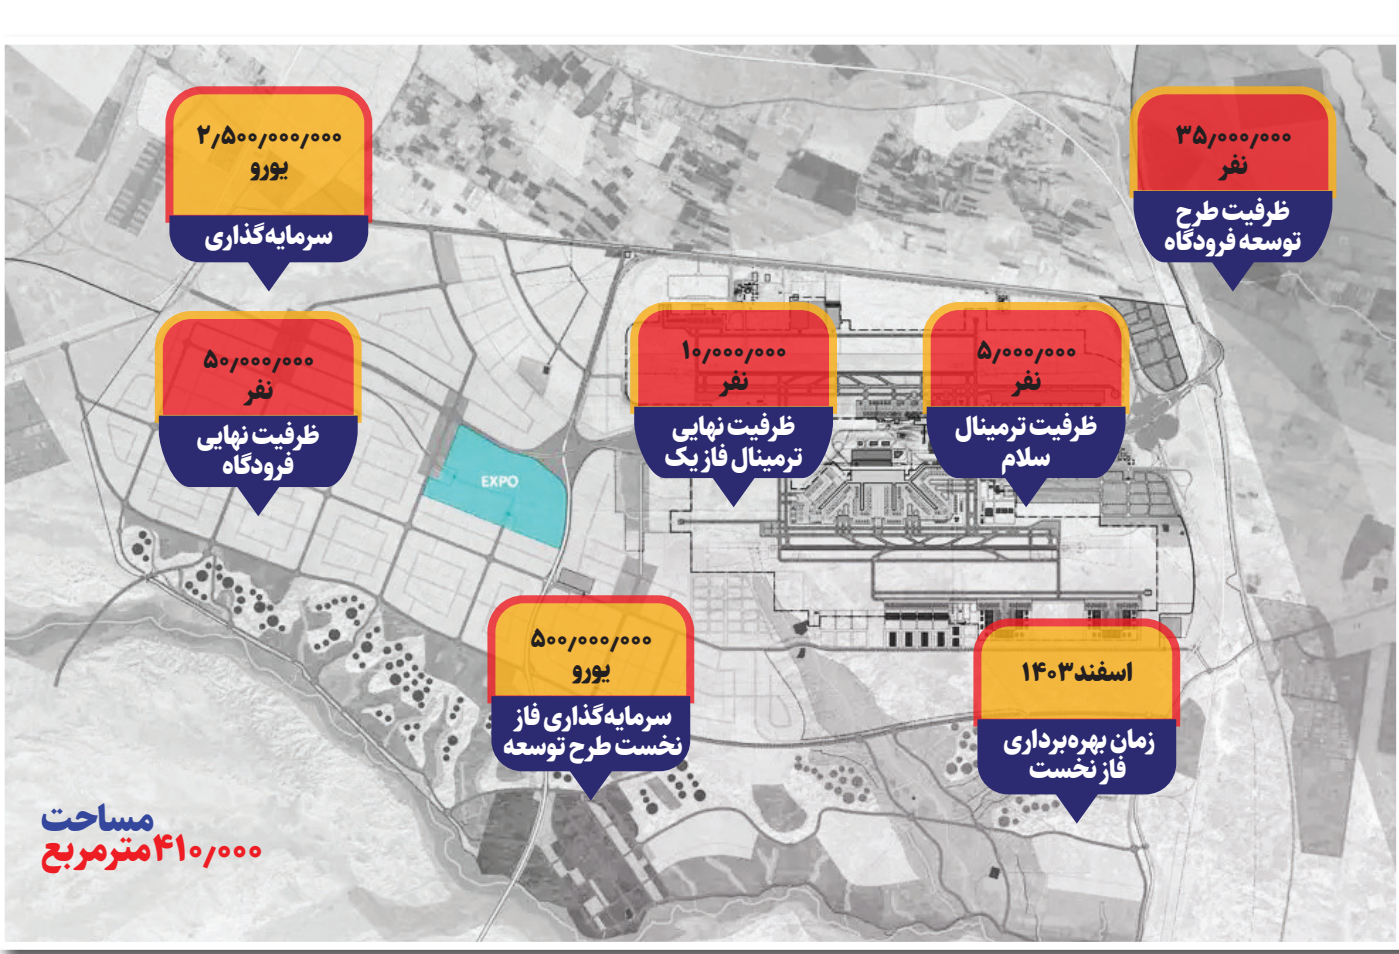 ۳۵٫۰۰۰٫۰۰۰
نفر
ظرفیت طرح
توسعه فرودگاه
۲٫۵۰۰٫۰۰۰٫۰۰۰
یورو
سرمایه‌گذاری
۵٫۰۰۰٫۰۰۰
نفر
ظرفیت ترمینال
سلام
۱۰٫۰۰۰٫۰۰۰
نفر
ظرفیت نهایی
ترمینال فاز یک
۵۰٫۰۰۰٫۰۰۰
نفر
ظرفیت نهایی
فرودگاه
EXPO
اسفند ۱۴۰۳
زمان بهره‌برداری
فاز نخست
۵۰۰٫۰۰۰٫۰۰۰
یورو
سرمایه‌گذاری فاز
نخست طرح توسعه
مساحت
۴۱۰٫۰۰۰ مترمربع